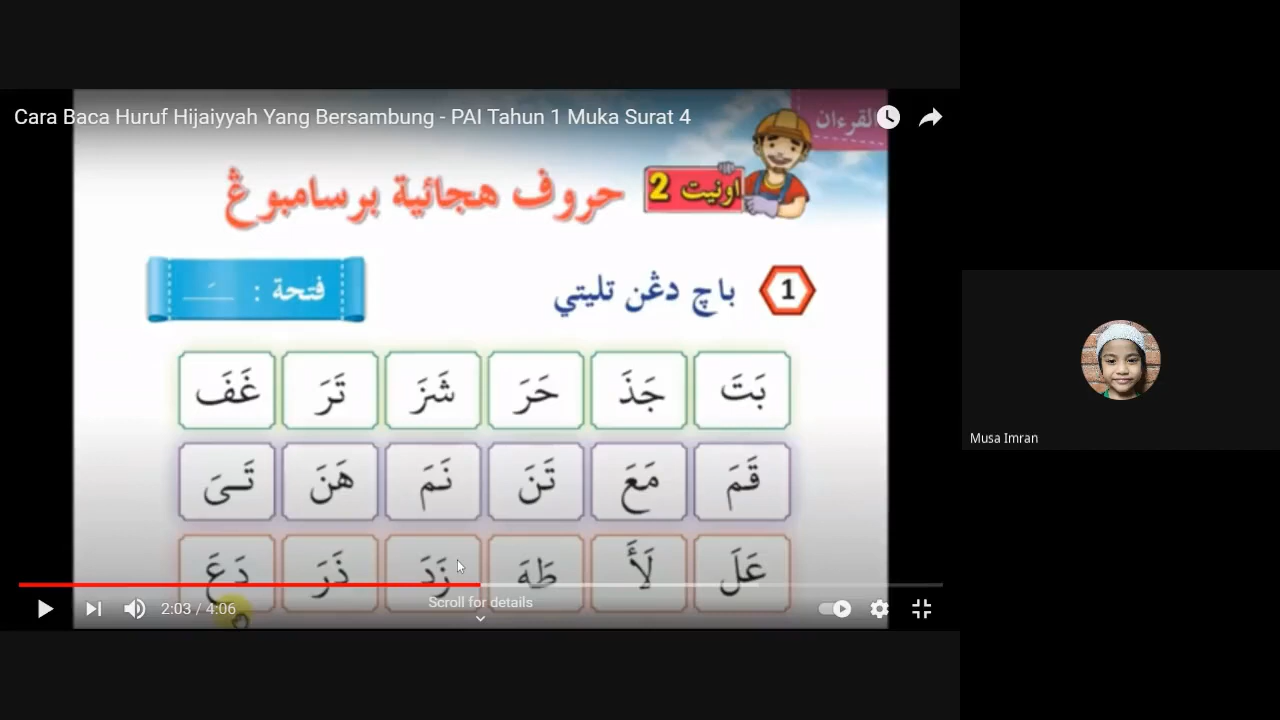 Cara Baca Huruf Hijaiyyah Yang Bersambung - PAI Tahun 1 Muka Surat 4
القرءان
اونيت 2 حروف هجائية برسامبوڠ
1 باچ دڠن تليتي
فتحة : ـَ
بَتَ جَذَ حَرَ شَزَ تَرَ غَفَ
قَمَ مَعَ تَنَ نَمَ هَنَ تَـىَ
عَلَ لَأَ طَهَ زَدَ ذَرَ دَعَ
Musa Imran
2:03 / 4:06
Scroll for details